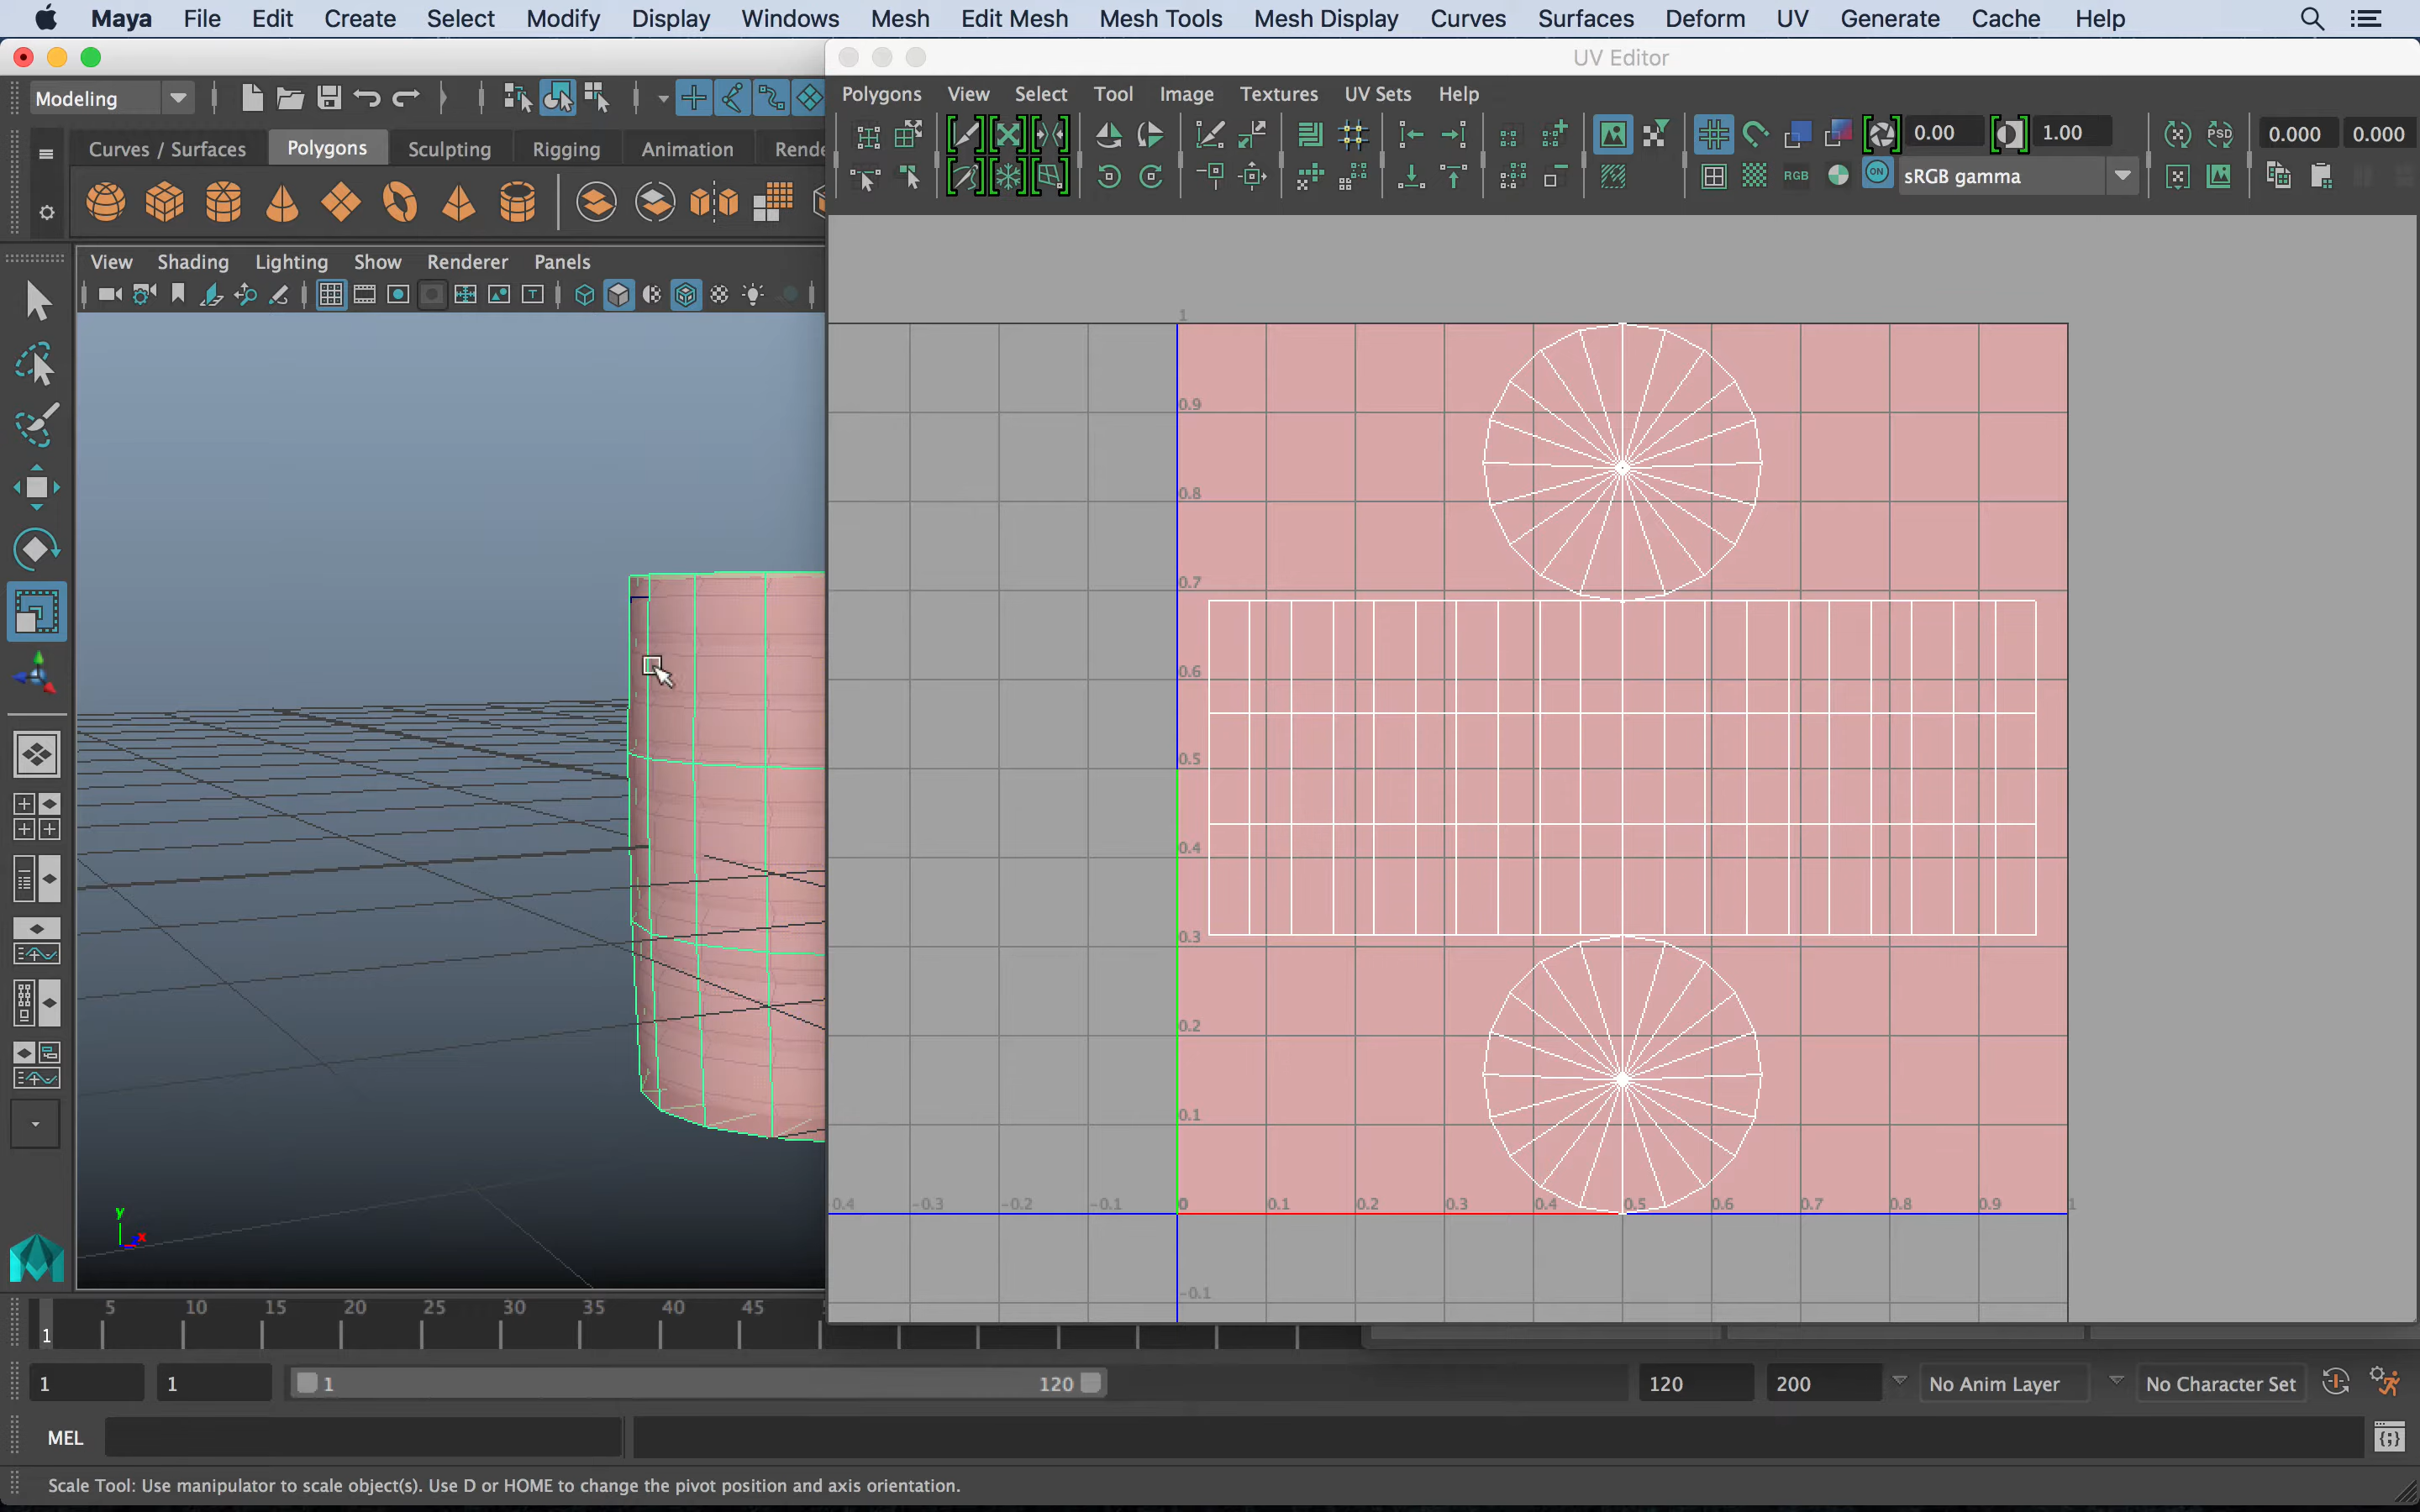 Maya File Edit Create Select Modify Display Windows Mesh Edit Mesh Mesh Tools Mesh Display Curves Surfaces Deform UV Generate Cache Help
UV Editor
Modeling
Polygons View Select Tool Image Textures UV Sets Help
0.00 1.00 PSD 0.000 0.000
Curves / Surfaces Polygons Sculpting Rigging Animation Rende
RGB ON sRGB gamma
View Shading Lighting Show Renderer Panels
1
0.9
0.8
0.7
0.6
0.5
0.4
0.3
0.2
0.1
0.4 -0.3 -0.2 -0.1 0 0.1 0.2 0.3 0.4 0.5 0.6 0.7 0.8 0.9 1
y
z x
-0.1
5 10 15 20 25 30 35 40 45
1
1 1 1 120 120 200 No Anim Layer No Character Set
MEL
Scale Tool: Use manipulator to scale object(s). Use D or HOME to change the pivot position and axis orientation.